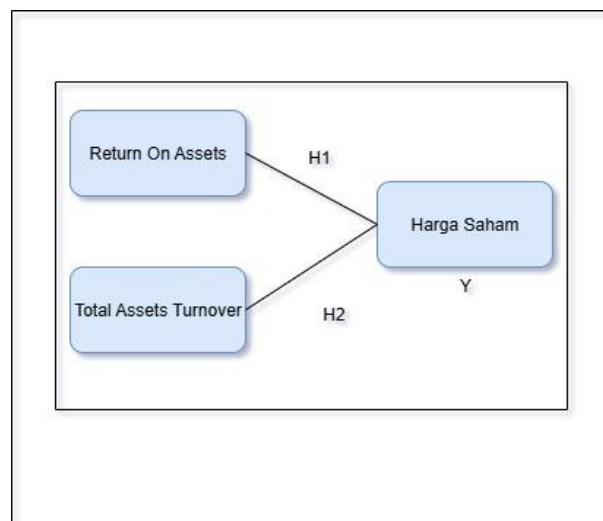 Return On Assets
H1
Harga Saham
Y
Total Assets Turnover
H2